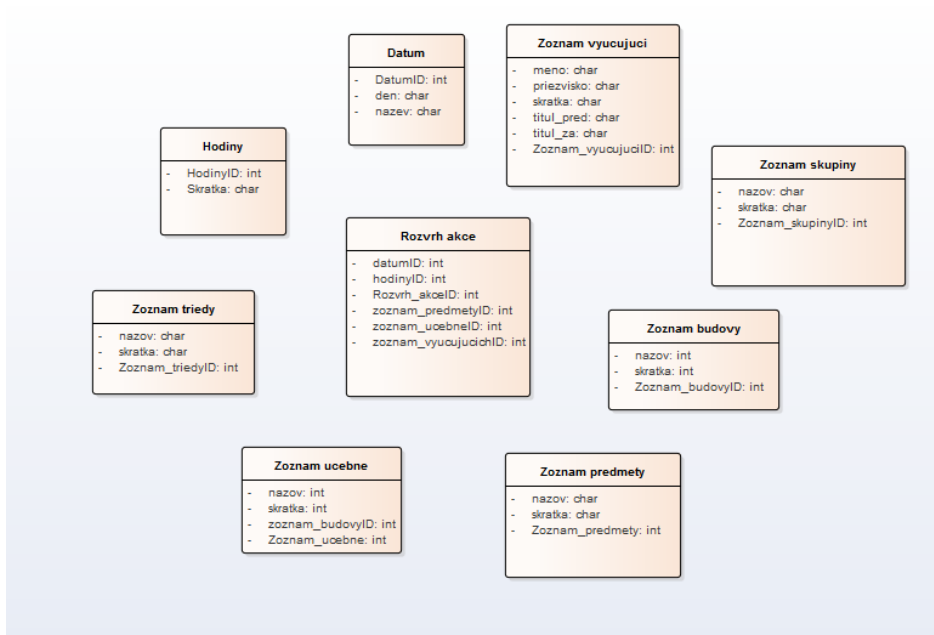 Datum
- DatumID: int
- den: char
- nazev: char
Zoznam vyucujuci
- meno: char
- priezvisko: char
- skratka: char
- titul_pred: char
- titul_za: char
- Zoznam_vyucujuciID: int
Hodiny
- HodinyID: int
- Skratka: char
Zoznam skupiny
- nazov: char
- skratka: char
- Zoznam_skupinyID: int
Rozvrh akce
- datumID: int
- hodinyID: int
- Rozvrh_akceID: int
- zoznam_predmetyID: int
- zoznam_ucebneID: int
- zoznam_vyucujucichID: int
Zoznam triedy
- nazov: char
- skratka: char
- Zoznam_triedyID: int
Zoznam budovy
- nazov: int
- skratka: int
- Zoznam_budovyID: int
Zoznam ucebne
- nazov: int
- skratka: int
- zoznam_budovyID: int
- Zoznam_ucebne: int
Zoznam predmety
- nazov: char
- skratka: char
- Zoznam_predmety: int